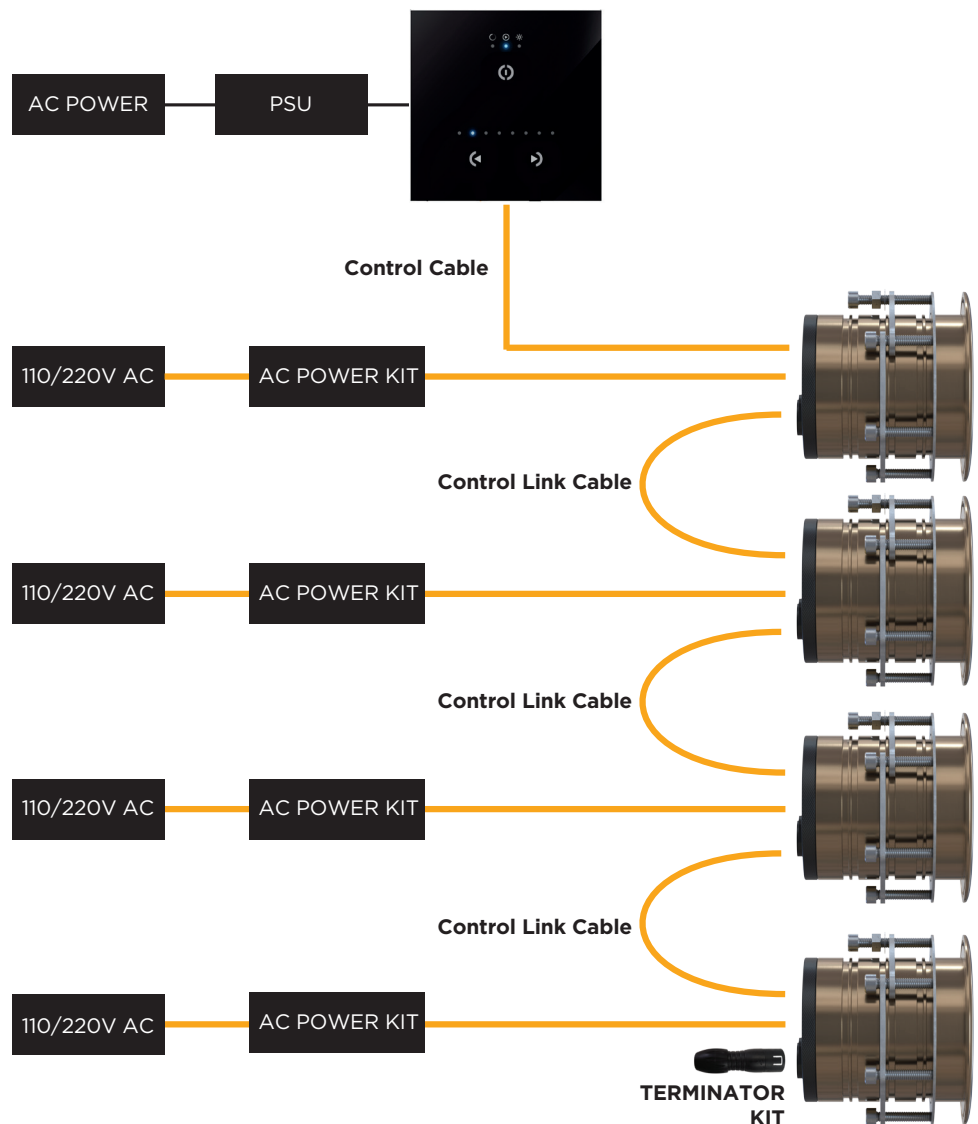 AC POWER
PSU
Control Cable
110/220V AC
AC POWER KIT
Control Link Cable
110/220V AC
AC POWER KIT
Control Link Cable
110/220V AC
AC POWER KIT
Control Link Cable
110/220V AC
AC POWER KIT
TERMINATOR
KIT